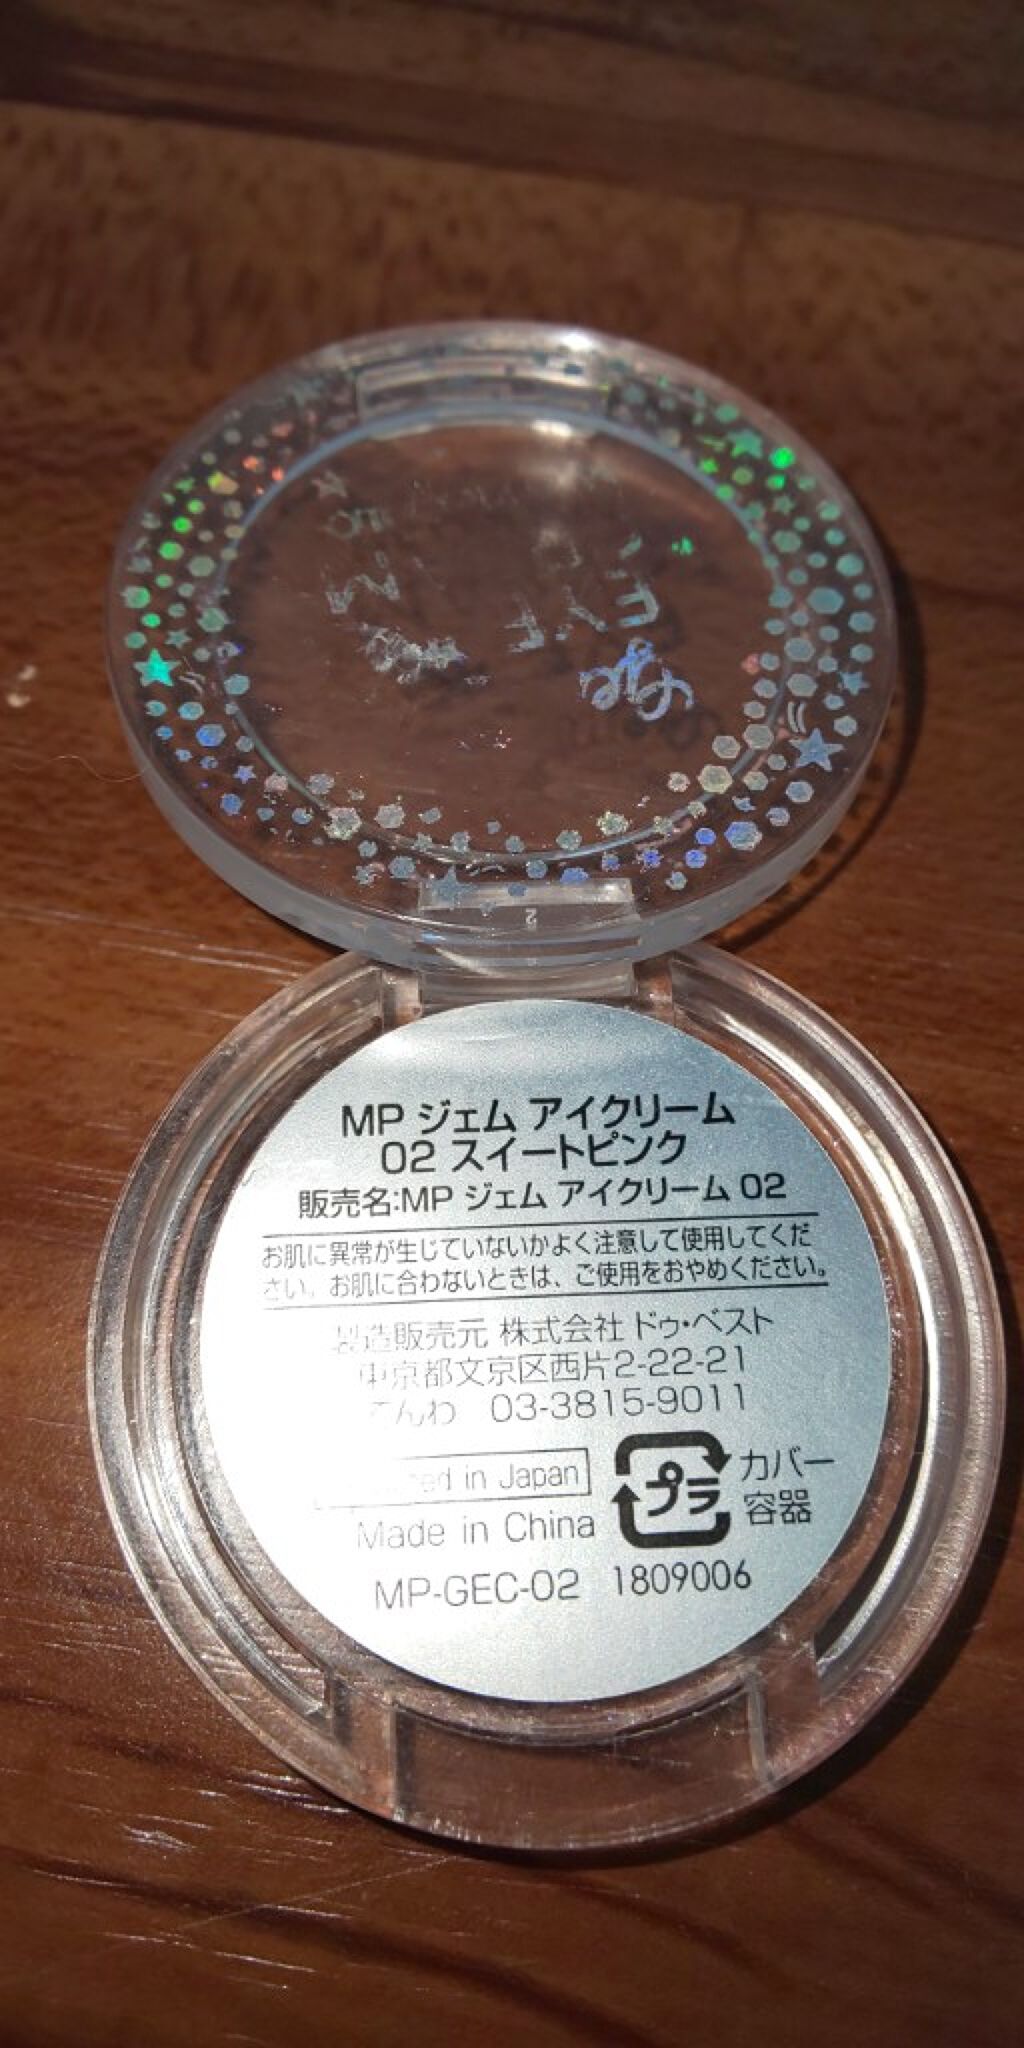 2
MP ジェム アイクリーム
02 スイートピンク
販売名:MP ジェム アイクリーム 02
お肌に異常が生じていないかよく注意して使用してくだ
さい。お肌に合わないときは、ご使用をおやめください。
製造販売元 株式会社 ドゥ・ベスト
東京都文京区西片2-22-21
でんわ 03-3815-9011
in Japan
Made in China
プラ
カバー
容器
MP-GEC-02 1809006